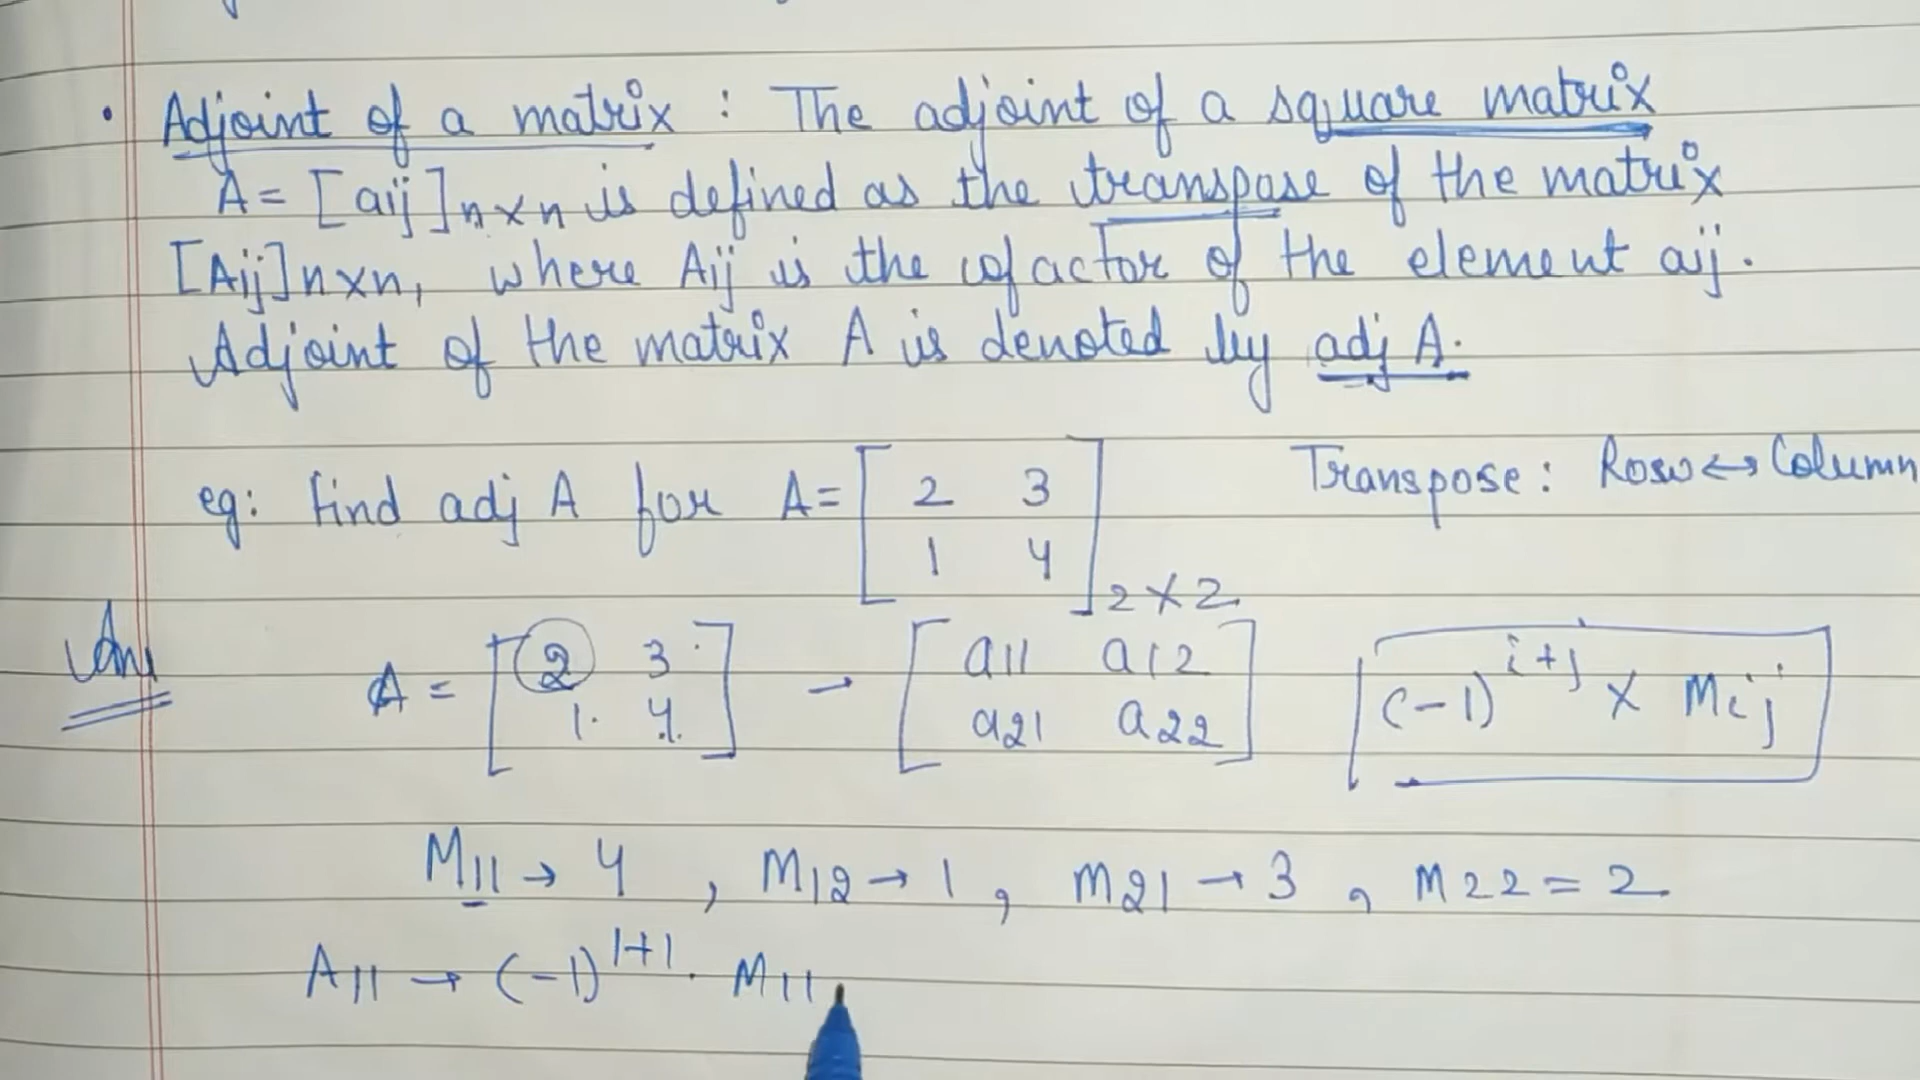 • Adjoint of a matrix : The adjoint of a square matrix
A = [aij]n×n is defined as the transpose of the matrix
[Aij]n×n, where Aij is the cofactor of the element aij.
Adjoint of the matrix A is denoted by adj A.
Transpose : Row ↔ Column
eg: find adj A for A = [ 2 3
1 4 ] 2×2
Ans A = [ 2 3 → [ a11 a12 (-1)^i+j × Mij
1 4 ] a21 a22 ]
M11 → 4 , M12 → 1 , M21 → 3 , M22 = 2
A11 → (-1)^1+1 . M11